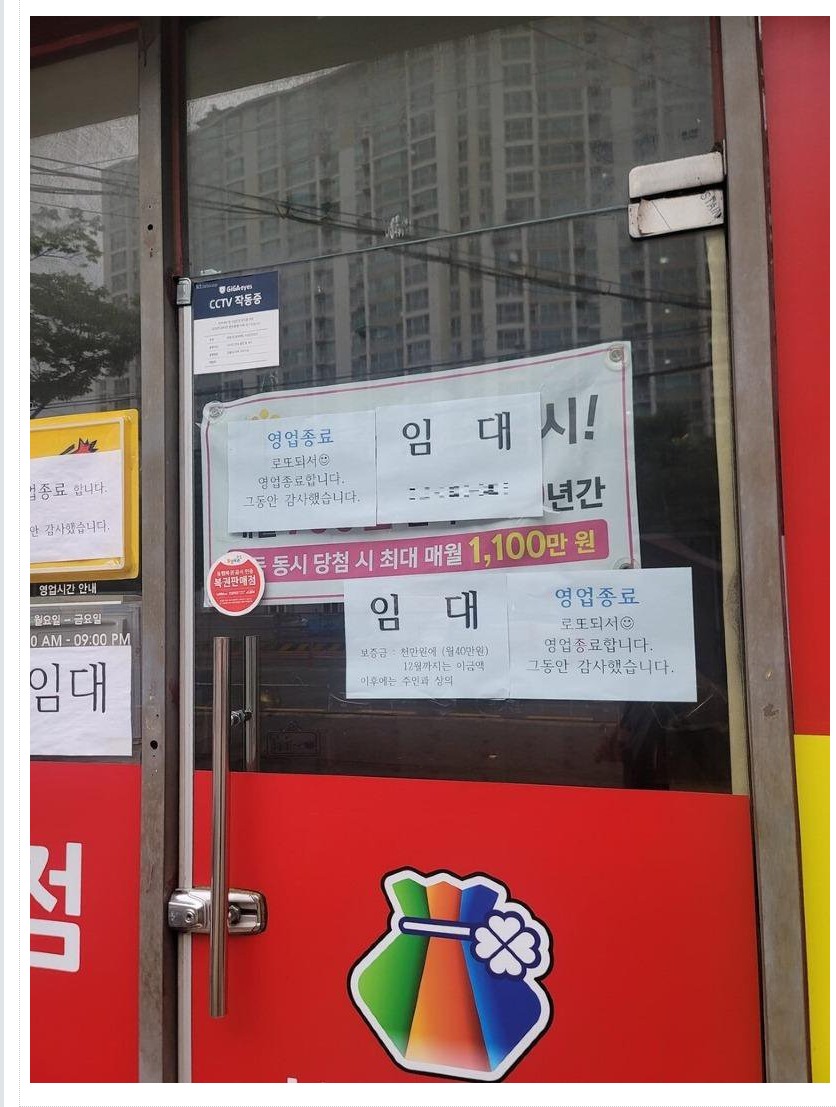 GiGAeyes
CCTV 작동중
시!
영업종료
로또되서☺
영업종료합니다.
그동안 감사했습니다.
임 대
년간
동시 당첨 시 최대 매월 1,100만 원
복권판매점
임 대
보증금 : 천만원에 (월40만원)
12월까지는 이금액
이후에는 주인과 상의
영업종료
로또되서☺
영업종료합니다.
그동안 감사했습니다.
종료 합니다.
감사했습니다.
영업시간 안내
월요일 – 금요일
AM - 09:00 PM
임대
점